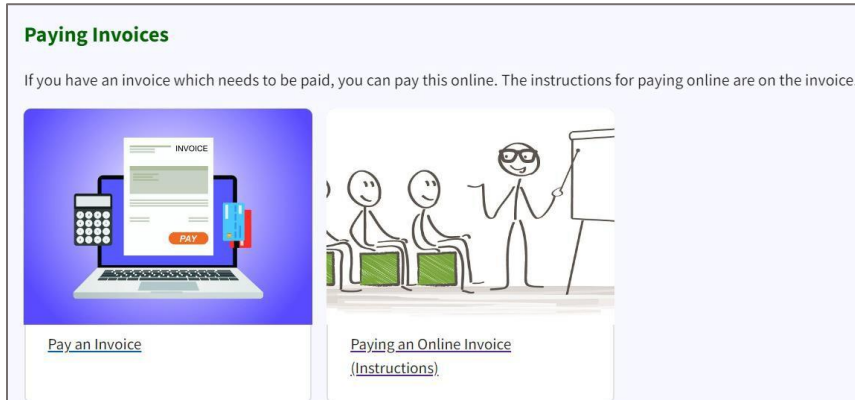 Paying Invoices
If you have an invoice which needs to be paid, you can pay this online. The instructions for paying online are on the invoice.
INVOICE
PAY
Pay an Invoice
Paying an Online Invoice
(Instructions)